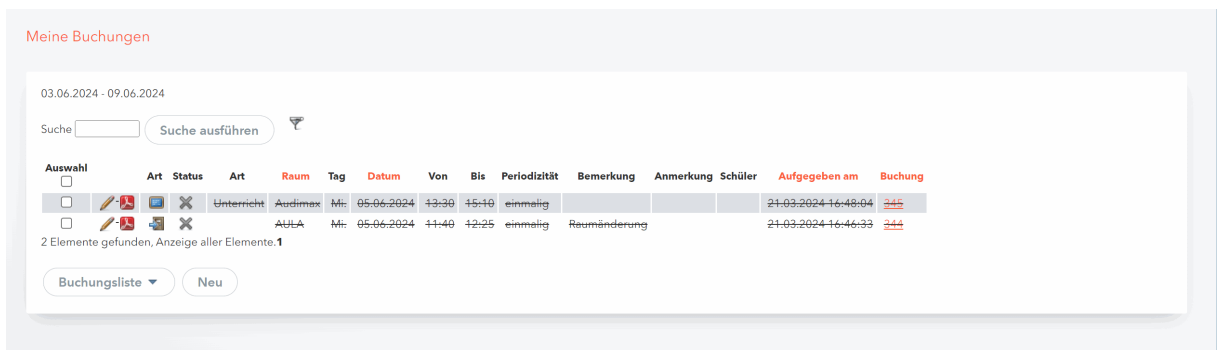 Meine Buchungen
03.06.2024 - 09.06.2024
Suche Suche ausführen
Auswahl
Art Status Art Raum Tag Datum Von Bis Periodizität Bemerkung Anmerkung Schüler Aufgegeben am Buchung
- Unterricht Audimax Mi. 05.06.2024 13:30 15:10 einmalig 21.03.2024 16:48:04 345
- AULA Mi. 05.06.2024 11:40 12:25 einmalig Raumänderung 21.03.2024 16:46:33 344
2 Elemente gefunden, Anzeige aller Elemente.1
Buchungsliste Neu